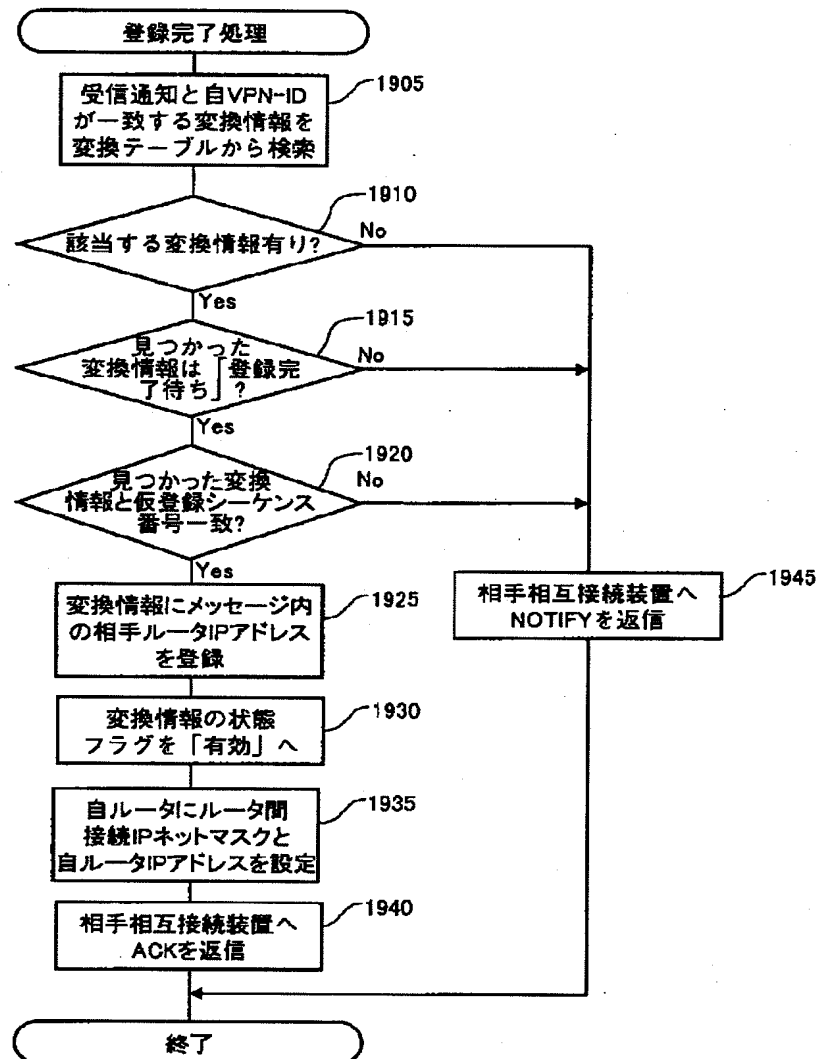 登録完了処理
受信通知と自VPN-ID
が一致する変換情報を
変換テーブルから検索
1905
該当する変換情報有り?
1910
No
Yes
見つかった
変換情報は「登録完
了待ち」?
1915
No
Yes
見つかった変換
情報と仮登録シーケンス
番号一致?
1920
No
Yes
変換情報にメッセージ内
の相手ルータIPアドレス
を登録
1925
相手相互接続装置へ
NOTIFYを返信
1945
変換情報の状態
フラグを「有効」へ
1930
自ルータにルータ間
接続IPネットマスクと
自ルータIPアドレスを設定
1935
相手相互接続装置へ
ACKを返信
1940
終了